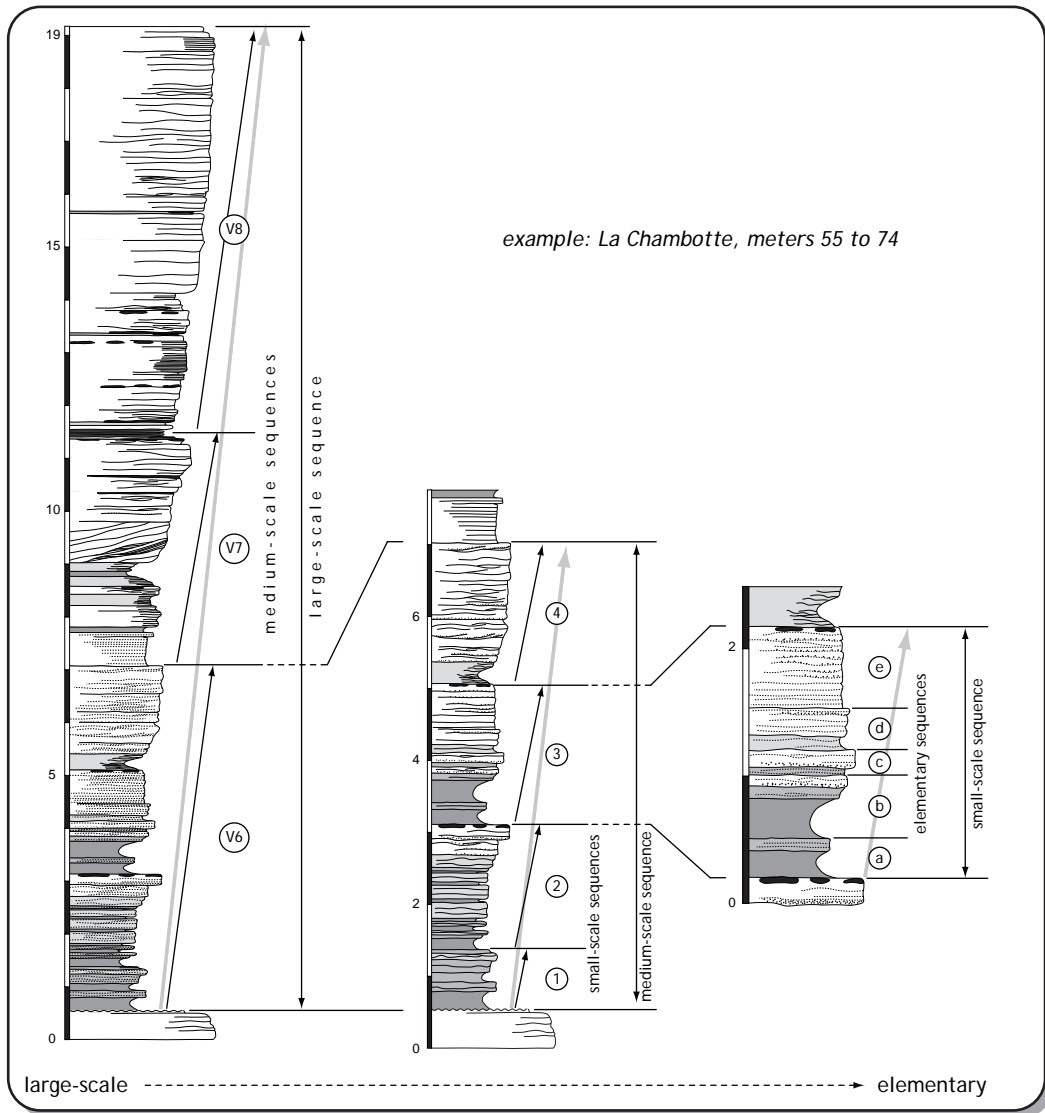 19
15
10
5
0
V8
V7
V6
medium-scale sequences
large-scale sequence
example: La Chambotte, meters 55 to 74
6
4
2
0
4
3
2
1
small-scale sequences
medium-scale sequence
2
0
e
d
c
b
a
elementary sequences
small-scale sequence
large-scale
elementary